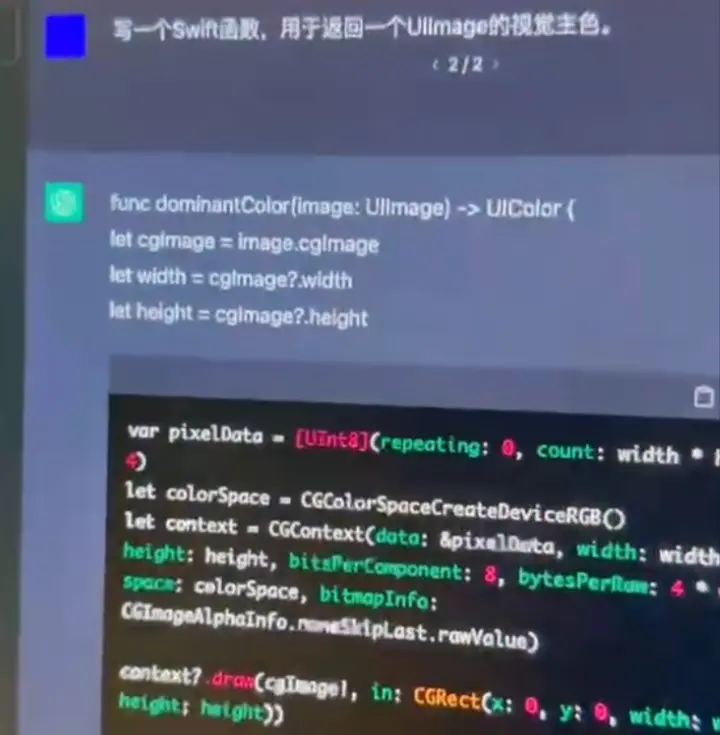 写一个Swift函数，用于返回一个UIImage的视觉主色。
‹ 2/2 ›
func dominantColor(image: UIImage) -> UIColor {
let cgImage = image.cgImage
let width = cgImage?.width
let height = cgImage?.height
var pixelData = [UInt8](repeating: 0, count: width *
4)
let colorSpace = CGColorSpaceCreateDeviceRGB()
let context = CGContext(data: &pixelData, width: width
height: height, bitsPerComponent: 8, bytesPerRow: 4 *
space: colorSpace, bitmapInfo:
CGImageAlphaInfo.noneSkipLast.rawValue)
context?.draw(cgImage!, in: CGRect(x: 0, y: 0, width:
height: height))